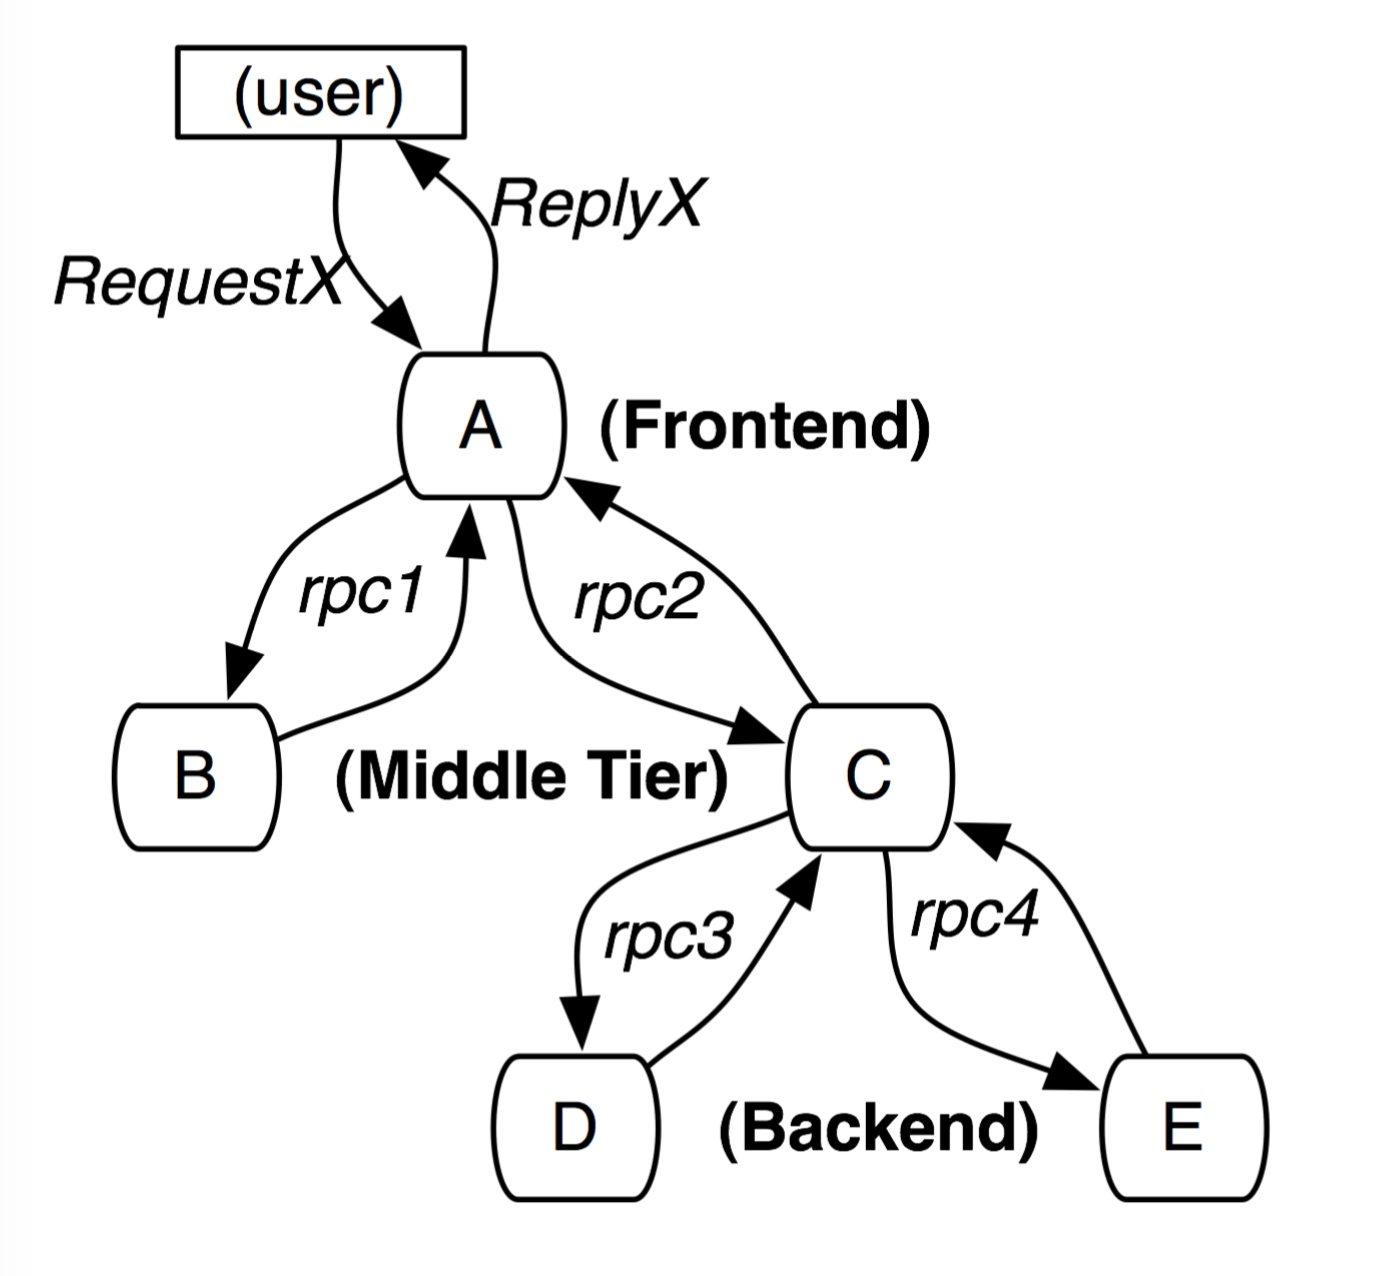 (user)
ReplyX
RequestX
A
(Frontend)
rpc1
rpc2
B
(Middle Tier)
C
rpc3
rpc4
D
(Backend)
E